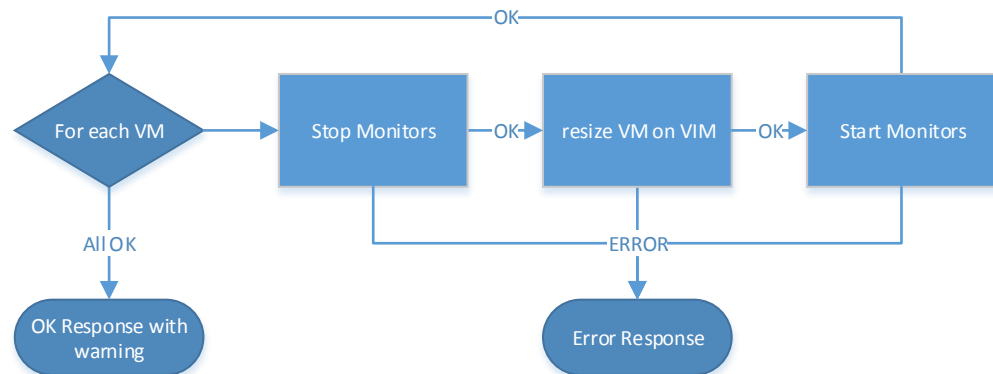 OK
For each VM
Stop Monitors
OK
resize VM on VIM
OK
Start Monitors
All OK
ERROR
OK Response with
warning
Error Response